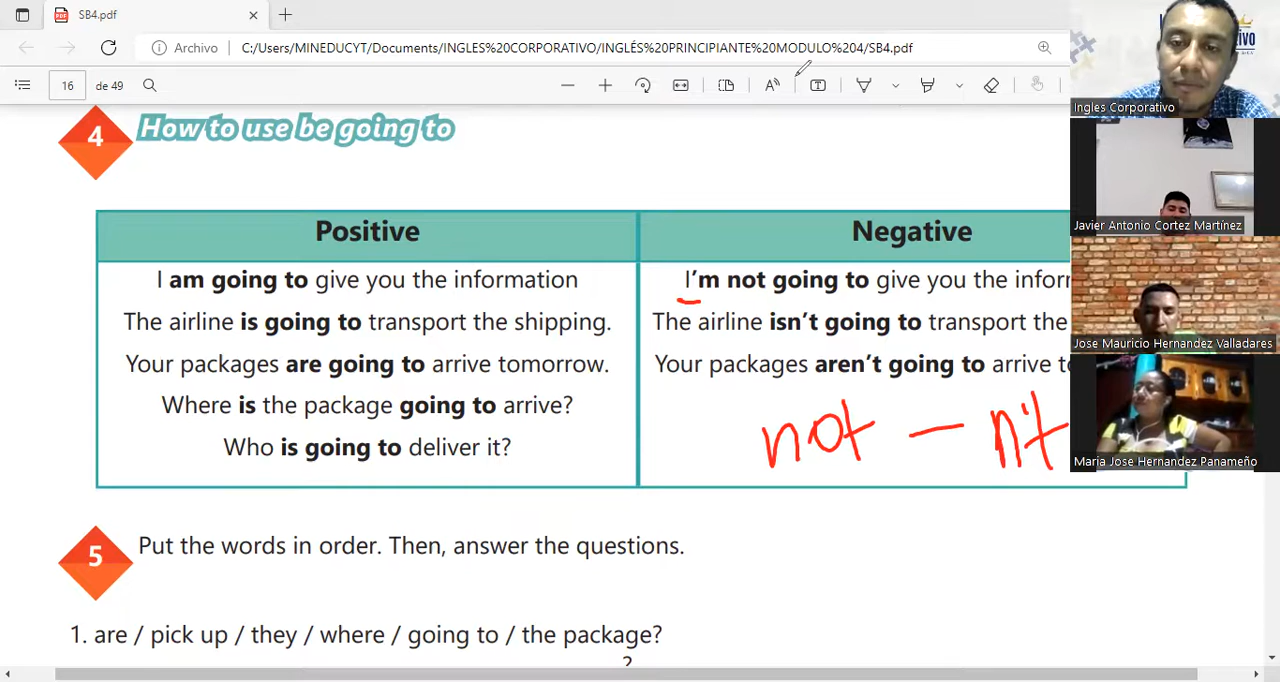 SB4.pdf
Archivo C:/Users/MINEDUCYT/Documents/INGLES%20CORPORATIVO/INGLÉS%20PRINCIPIANTE%20MODULO%204/SB4.pdf
16 de 49
Ingles Corporativo
4 How to use be going to
Javier Antonio Cortez Martínez
Positive Negative
I am going to give you the information I'm not going to give you the inforr
The airline is going to transport the shipping. The airline isn't going to transport the
Jose Mauricio Hernandez Valladares
Your packages are going to arrive tomorrow. Your packages aren't going to arrive to
Where is the package going to arrive?
not – n't
Who is going to deliver it?
Maria Jose Hernandez Panameño
5 Put the words in order. Then, answer the questions.
1. are / pick up / they / where / going to / the package?
?